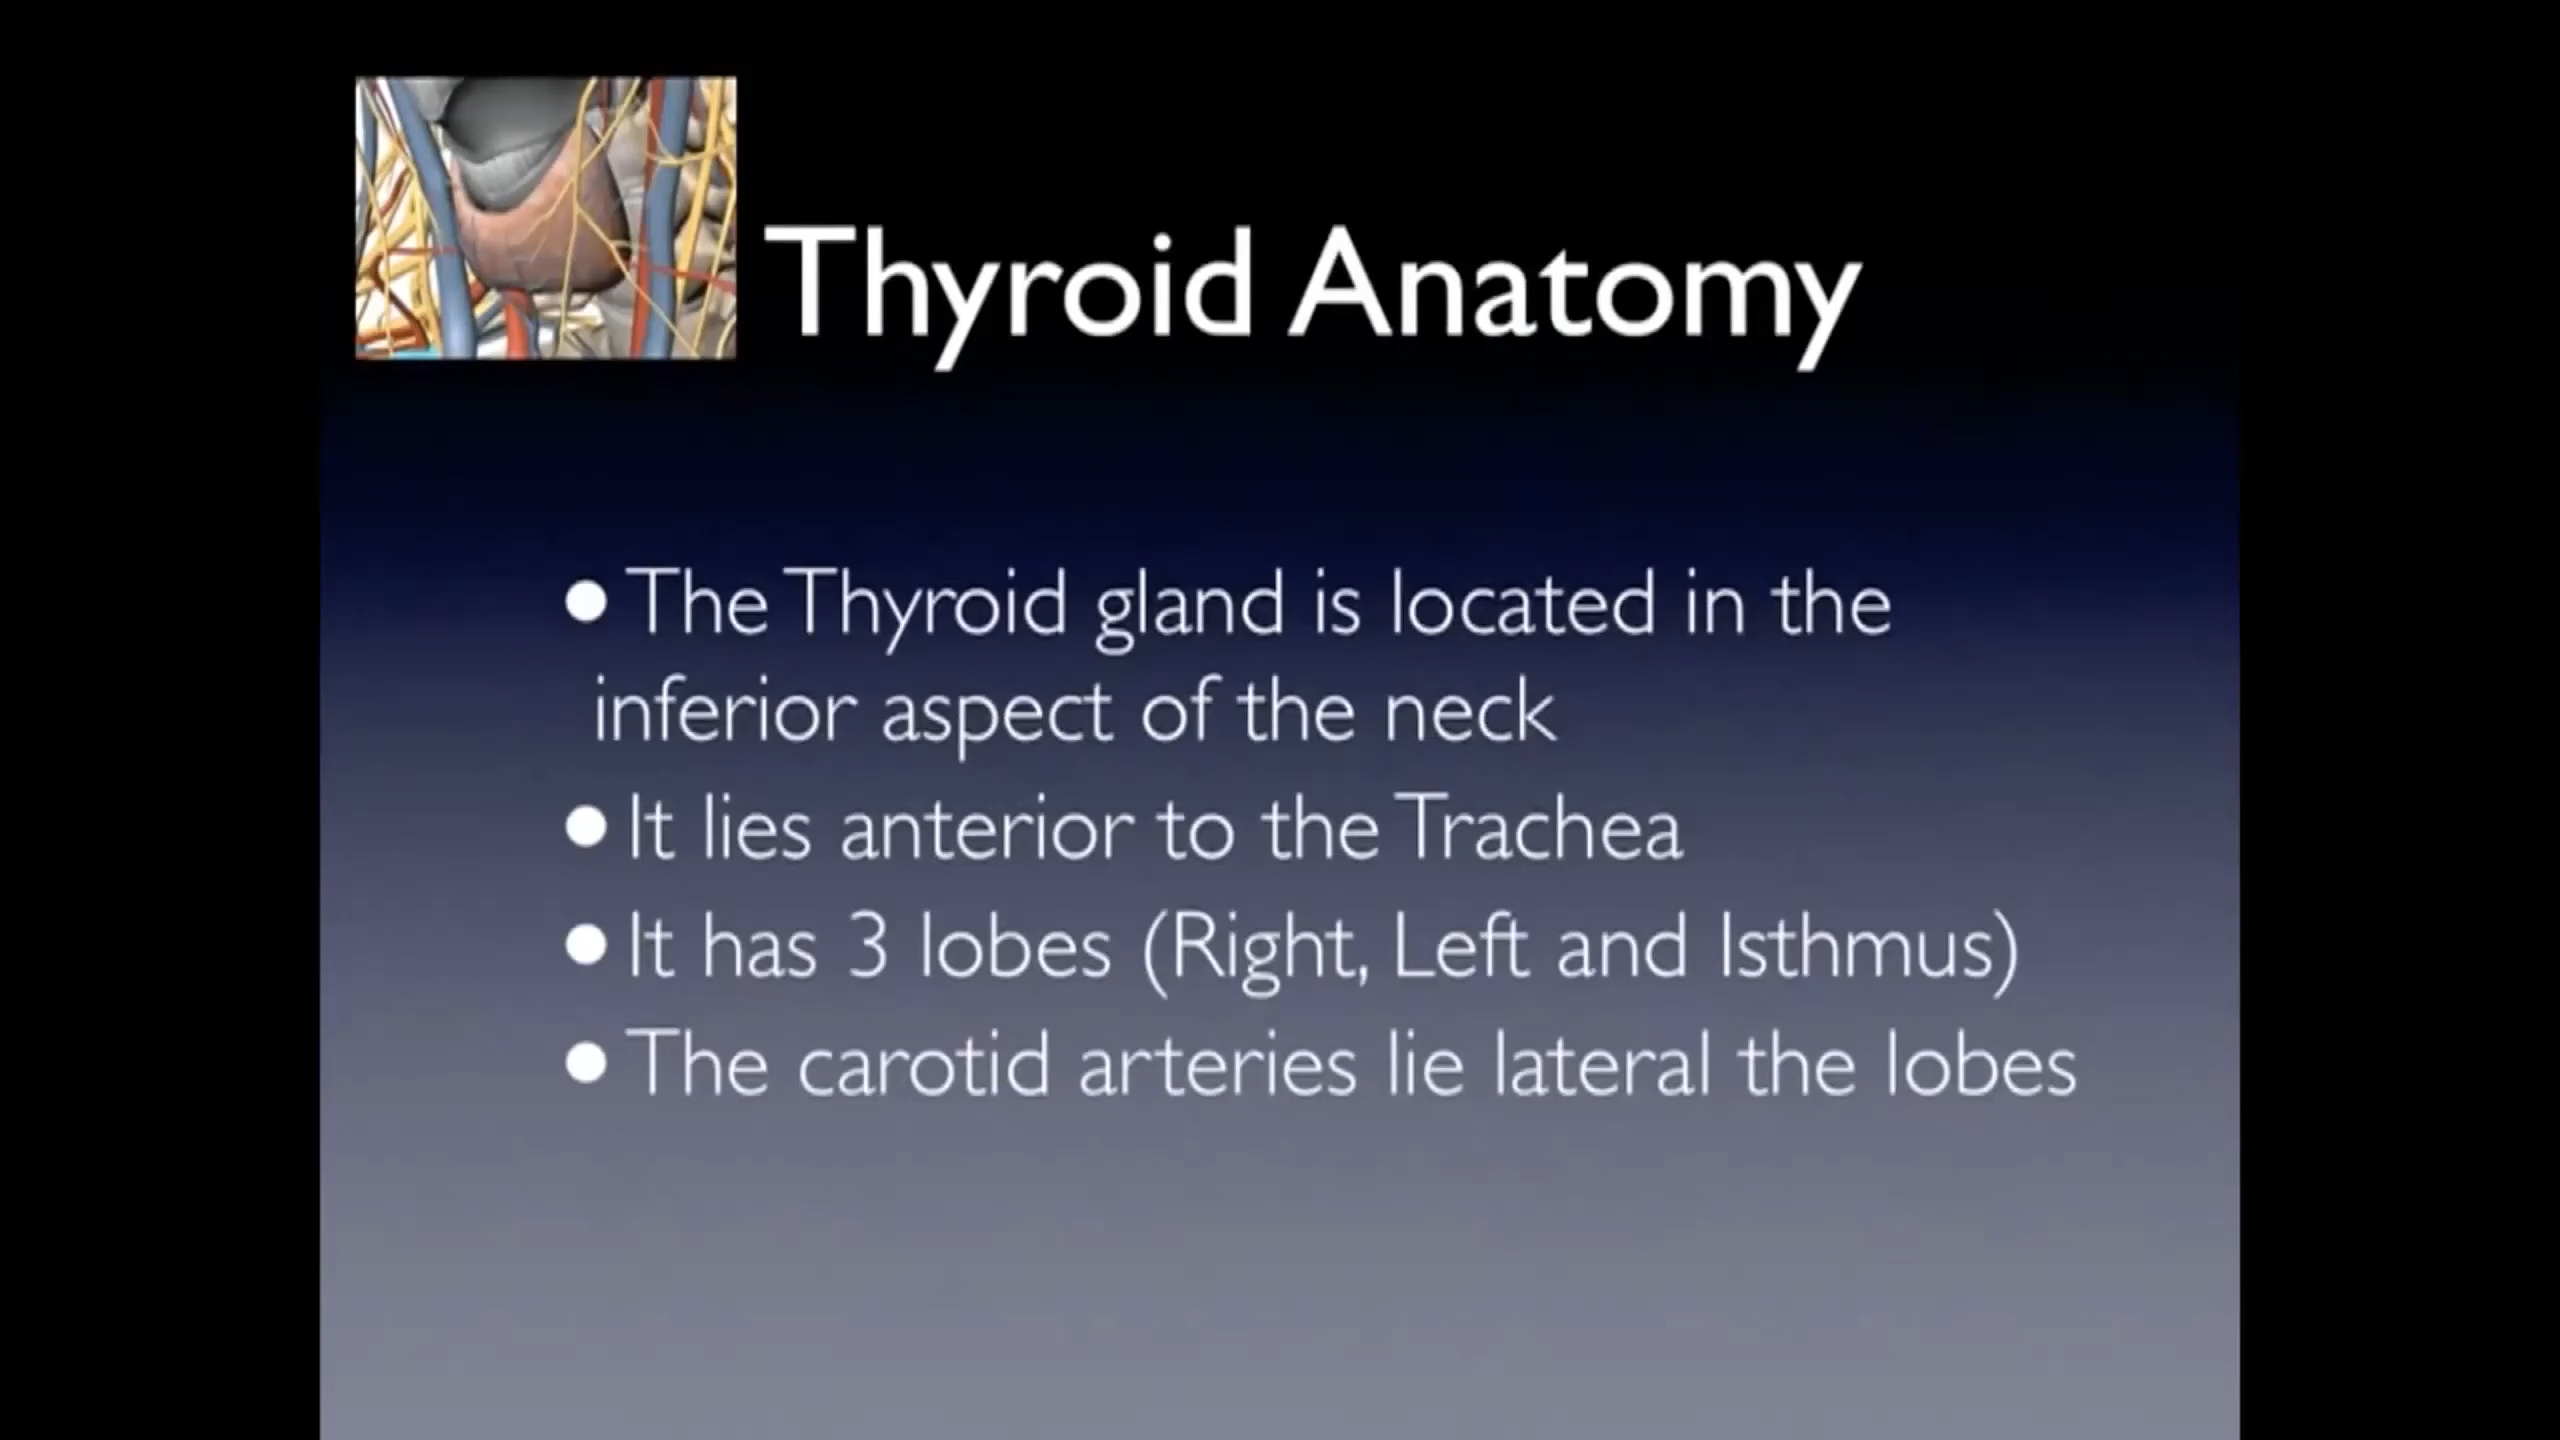 Thyroid Anatomy
● The Thyroid gland is located in the
inferior aspect of the neck
● It lies anterior to the Trachea
● It has 3 lobes (Right, Left and Isthmus)
● The carotid arteries lie lateral the lobes